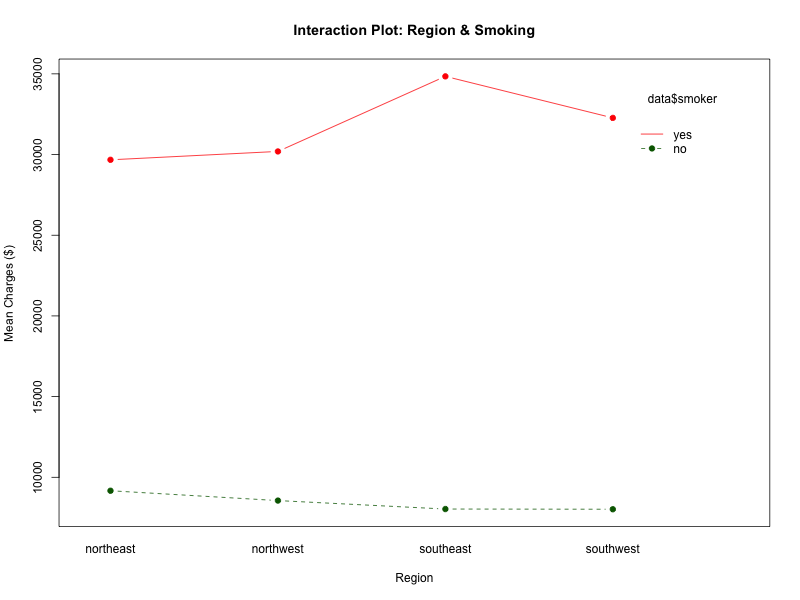 Interaction Plot: Region & Smoking
35000
30000
25000
20000
15000
10000
Mean Charges ($)
data$smoker
yes
no
northeast
northwest
southeast
southwest
Region